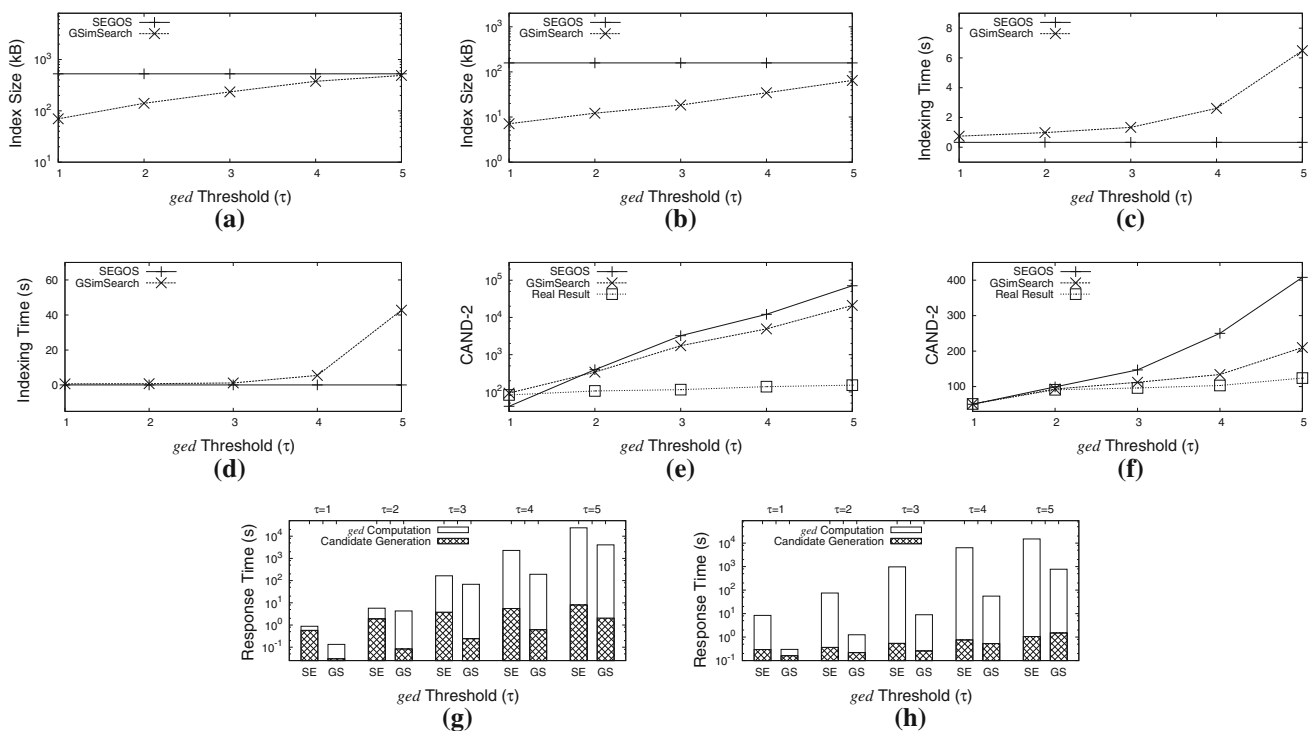 SEGOS
GSimSearch
Index Size (kB)
10^3
10^2
10^1
1 2 3 4 5
ged Threshold (τ)
(a)
SEGOS
GSimSearch
Index Size (kB)
10^3
10^2
10^1
10^0
1 2 3 4 5
ged Threshold (τ)
(b)
SEGOS
GSimSearch
Indexing Time (s)
8
6
4
2
0
1 2 3 4 5
ged Threshold (τ)
(c)
SEGOS
GSimSearch
Indexing Time (s)
60
40
20
0
1 2 3 4 5
ged Threshold (τ)
(d)
SEGOS
GSimSearch
Real Result
CAND-2
10^5
10^4
10^3
10^2
1 2 3 4 5
ged Threshold (τ)
(e)
SEGOS
GSimSearch
Real Result
CAND-2
400
300
200
100
1 2 3 4 5
ged Threshold (τ)
(f)
τ=1 τ=2 τ=3 τ=4 τ=5
ged Computation
Candidate Generation
Response Time (s)
10^4
10^3
10^2
10^1
10^0
10^-1
SE GS SE GS SE GS SE GS SE GS
ged Threshold (τ)
(g)
τ=1 τ=2 τ=3 τ=4 τ=5
ged Computation
Candidate Generation
Response Time (s)
10^4
10^3
10^2
10^1
10^0
10^-1
SE GS SE GS SE GS SE GS SE GS
ged Threshold (τ)
(h)